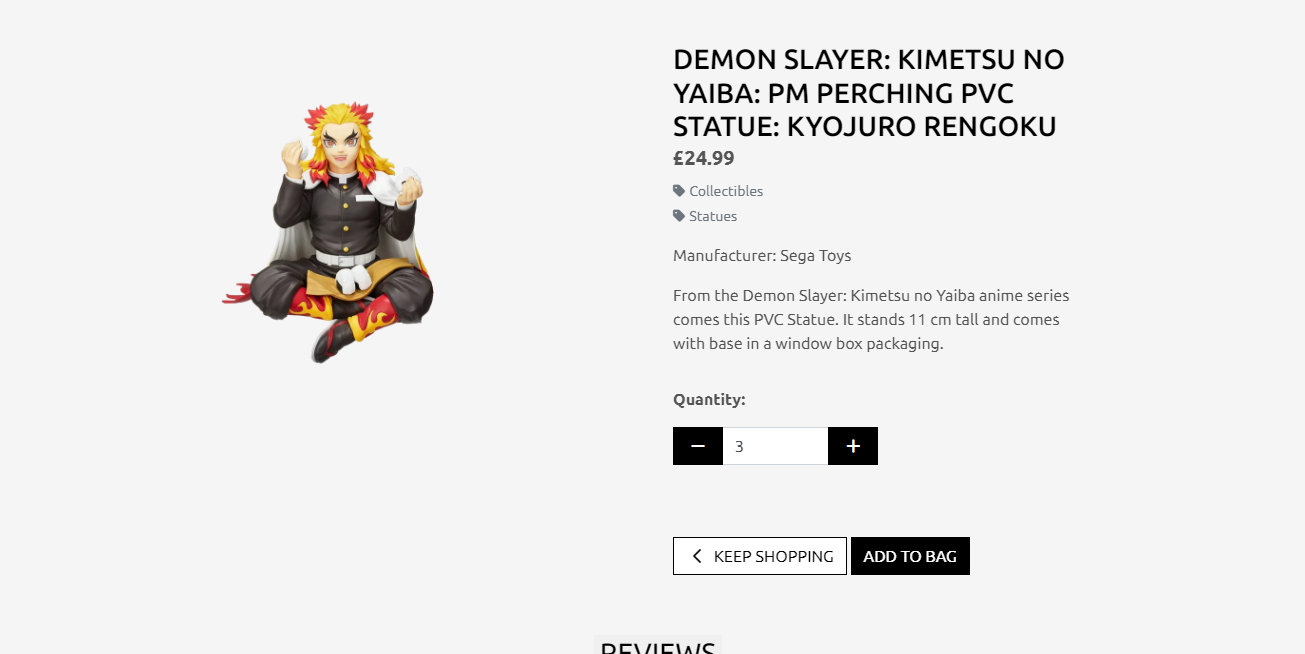 DEMON SLAYER: KIMETSU NO
YAIBA: PM PERCHING PVC
STATUE: KYOJURO RENGOKU
£24.99
Collectibles
Statues
Manufacturer: Sega Toys
From the Demon Slayer: Kimetsu no Yaiba anime series
comes this PVC Statue. It stands 11 cm tall and comes
with base in a window box packaging.
Quantity:
3
KEEP SHOPPING
ADD TO BAG
REVIEWS